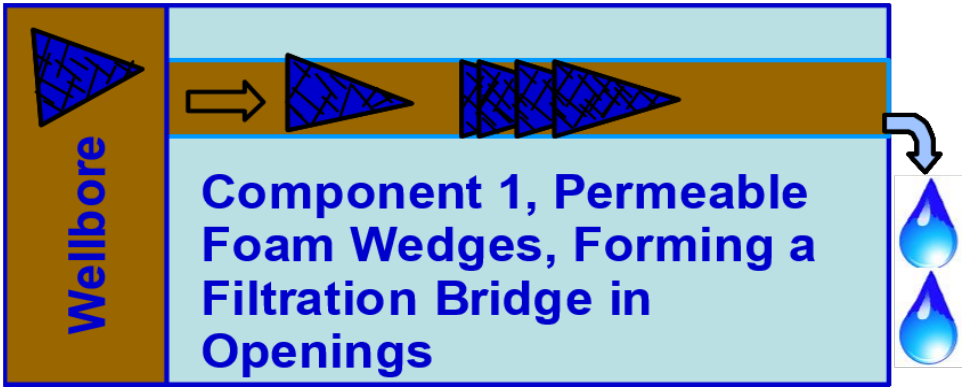 Wellbore
Component 1, Permeable
Foam Wedges, Forming a
Filtration Bridge in
Openings